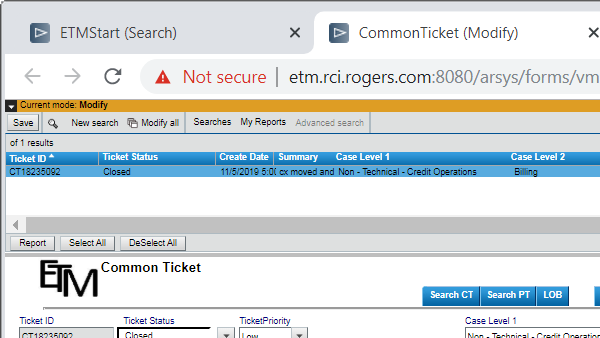 ETMStart (Search)
CommonTicket (Modify)
Not secure
etm.rci.rogers.com:8080/arsys/forms/vm
Current mode: Modify
Save New search Modify all Searches My Reports Advanced search
of 1 results
Ticket ID Ticket Status Create Date Summary Case Level 1 Case Level 2
CT18235092 Closed 11/5/2019 5:00 cx moved and Non - Technical - Credit Operations Billing
Report Select All DeSelect All
ETM Common Ticket
Search CT Search PT LOB
Ticket ID Ticket Status TicketPriority Case Level 1
CT18235092 Closed Low Non - Technical - Credit Operations